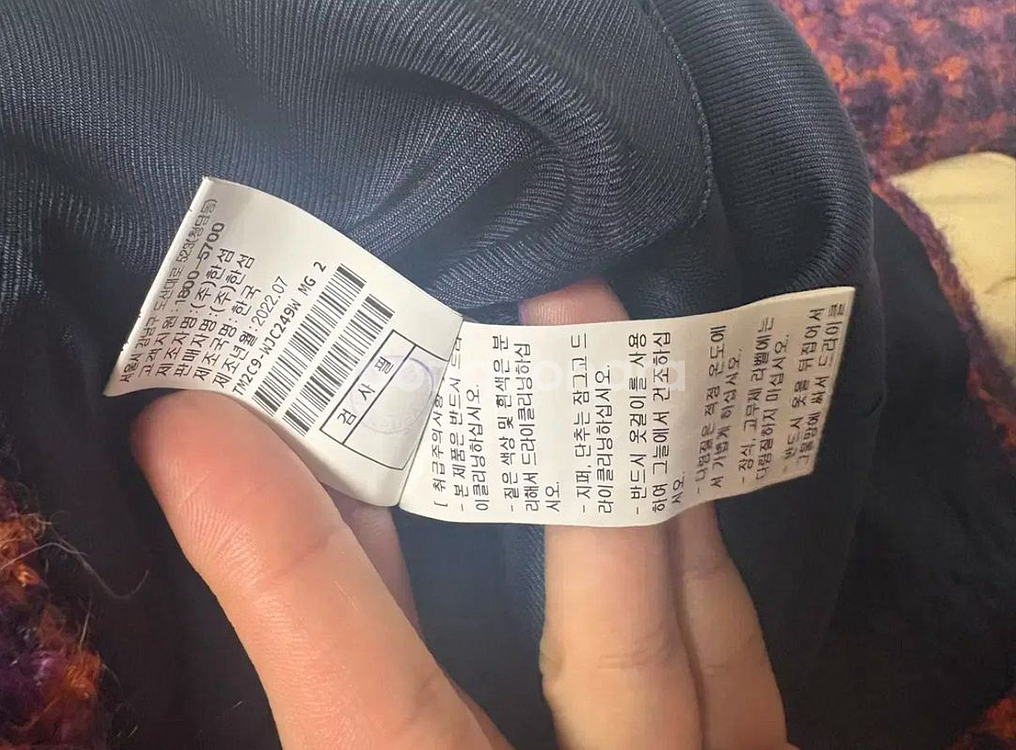 서울시 강남구 도산대로 523(청담동)
고객지원:1800-5700
제조자명:(주)한섬
판매자명:(주)한섬
제조국명:한국
제조년월:2022.07
M2C9-WJC249W MG 2
검 사 필
[ 취급주의사항
- 본 제품은 반드시 드라
이클리닝하십시오.
- 짙은 색상 및 흰색은 분
리해서 드라이클리닝하십
시오.
- 지퍼, 단추는 잠그고 드
라이클리닝하십시오.
- 반드시 옷걸이를 사용
하여 그늘에서 건조하십
시오.
- 다림질은 적정 온도에
서 가볍게 하십시오.
- 장식, 고무제 라벨에는
다림질하지 마십시오.
- 반드시 옷을 뒤집어서
그물망에 싸서 드라이클